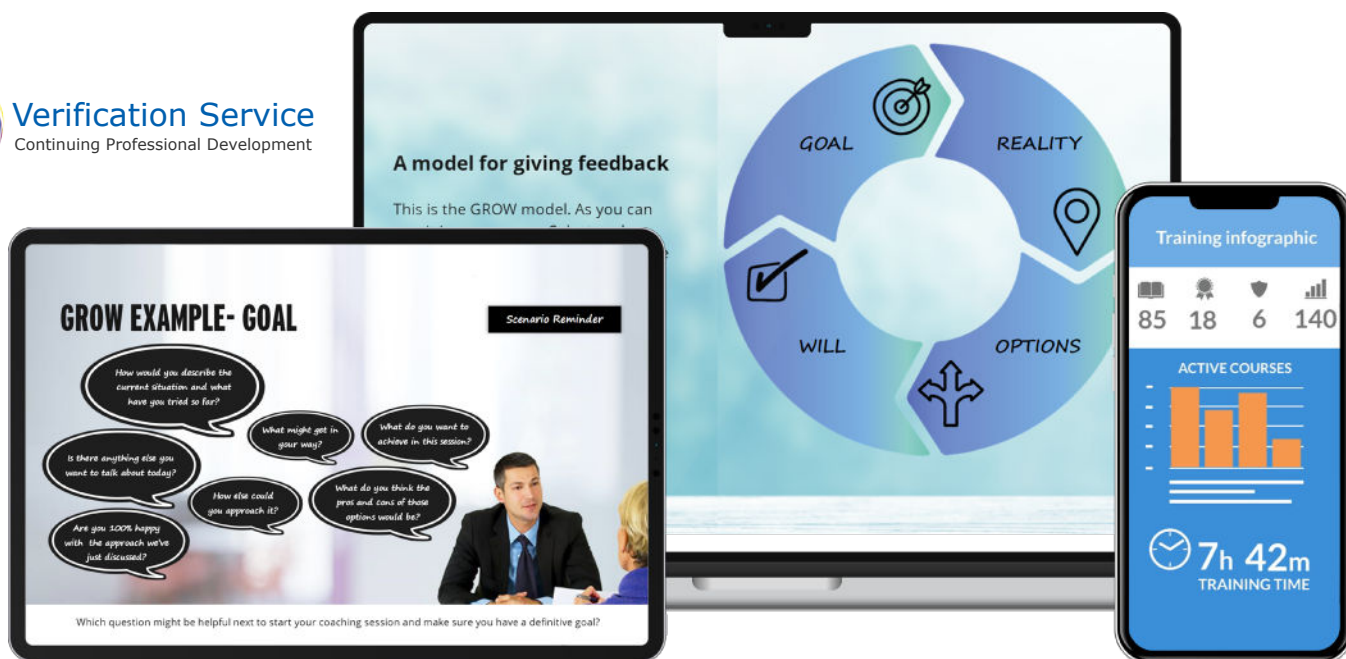 Verification Service
Continuing Professional Development
A model for giving feedback
This is the GROW model. As you can
GOAL
REALITY
WILL
OPTIONS
GROW EXAMPLE- GOAL
Scenario Reminder
How would you describe the
current situation and what
have you tried so far?
What might get in
your way?
What do you want to
achieve in this session?
Is there anything else you
want to talk about today?
How else could
you approach it?
What do you think the
pros and cons of those
options would be?
Are you 100% happy
with the approach we've
just discussed?
Which question might be helpful next to start your coaching session and make sure you have a definitive goal?
Training infographic
85 18 6 140
ACTIVE COURSES
7h 42m
TRAINING TIME